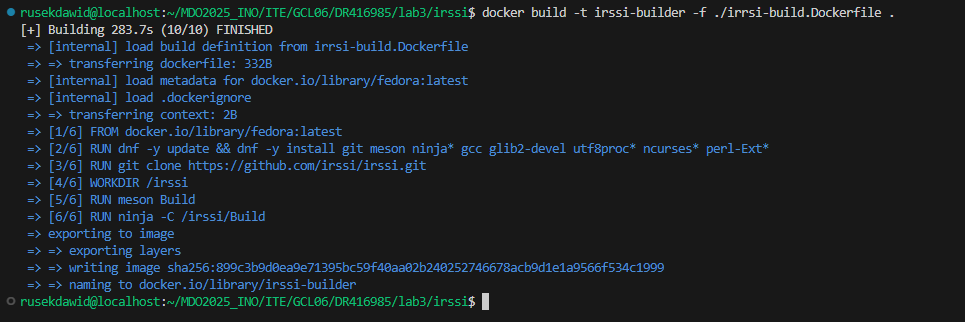 rusekdawid@localhost:~/MDO2025_INO/ITE/GCL06/DR416985/lab3/irssi$ docker build -t irssi-builder -f ./irrsi-build.Dockerfile .
[+] Building 283.7s (10/10) FINISHED
=> [internal] load build definition from irrsi-build.Dockerfile
=> => transferring dockerfile: 332B
=> [internal] load metadata for docker.io/library/fedora:latest
=> [internal] load .dockerignore
=> => transferring context: 2B
=> [1/6] FROM docker.io/library/fedora:latest
=> [2/6] RUN dnf -y update && dnf -y install git meson ninja* gcc glib2-devel utf8proc* ncurses* perl-Ext*
=> [3/6] RUN git clone https://github.com/irssi/irssi.git
=> [4/6] WORKDIR /irssi
=> [5/6] RUN meson Build
=> [6/6] RUN ninja -C /irssi/Build
=> exporting to image
=> => exporting layers
=> => writing image sha256:899c3b9d0ea9e71395bc59f40aa02b240252746678acb9d1e1a9566f534c1999
=> => naming to docker.io/library/irssi-builder
rusekdawid@localhost:~/MDO2025_INO/ITE/GCL06/DR416985/lab3/irssi$